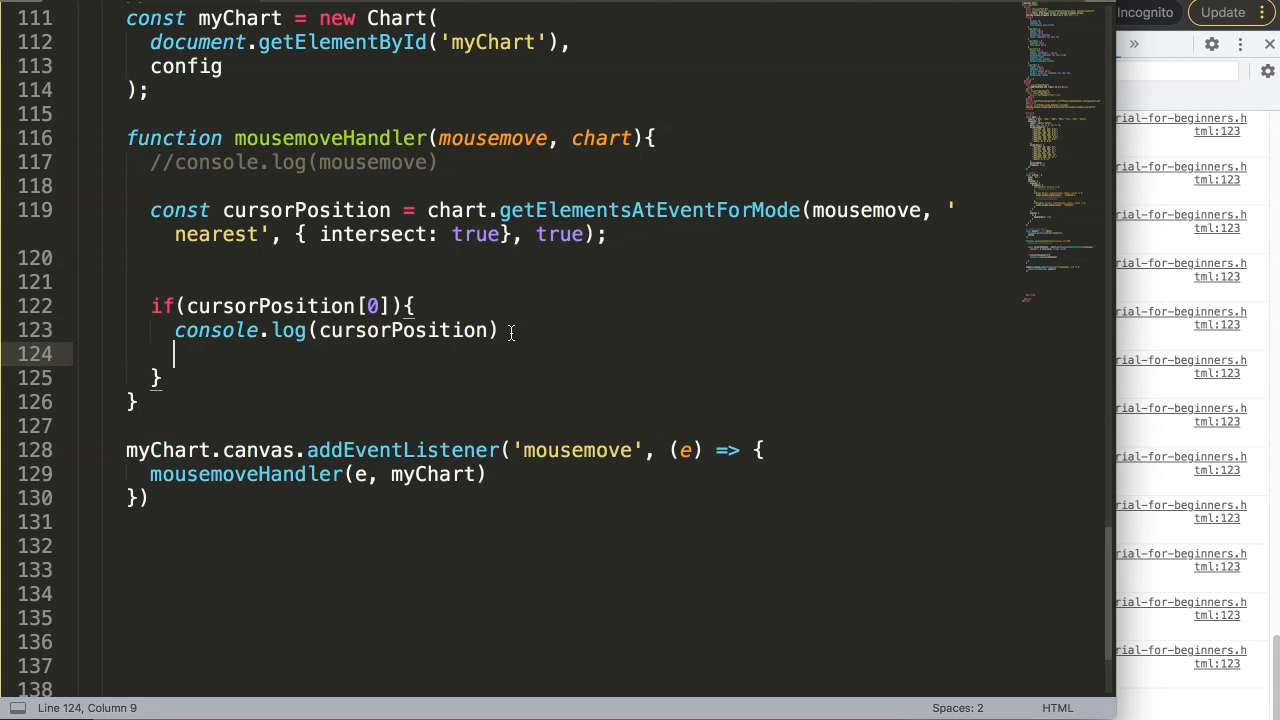 111 const myChart = new Chart(
112 document.getElementById('myChart'),
113 config
114 );
115
116 function mousemoveHandler(mousemove, chart){
117 //console.log(mousemove)
118
119 const cursorPosition = chart.getElementsAtEventForMode(mousemove, '
nearest', { intersect: true}, true);
120
121
122 if(cursorPosition[0]){
123 console.log(cursorPosition)
124
125 }
126 }
127
128 myChart.canvas.addEventListener('mousemove', (e) => {
129 mousemoveHandler(e, myChart)
130 })
131
132
133
134
135
136
137
138
Line 124, Column 9
Spaces: 2
HTML
Incognito
Update
»
rial-for-beginners.h
tml:123
rial-for-beginners.h
tml:123
rial-for-beginners.h
tml:123
rial-for-beginners.h
tml:123
rial-for-beginners.h
tml:123
rial-for-beginners.h
tml:123
rial-for-beginners.h
tml:123
rial-for-beginners.h
tml:123
rial-for-beginners.h
tml:123
rial-for-beginners.h
tml:123
rial-for-beginners.h
tml:123
rial-for-beginners.h
tml:123